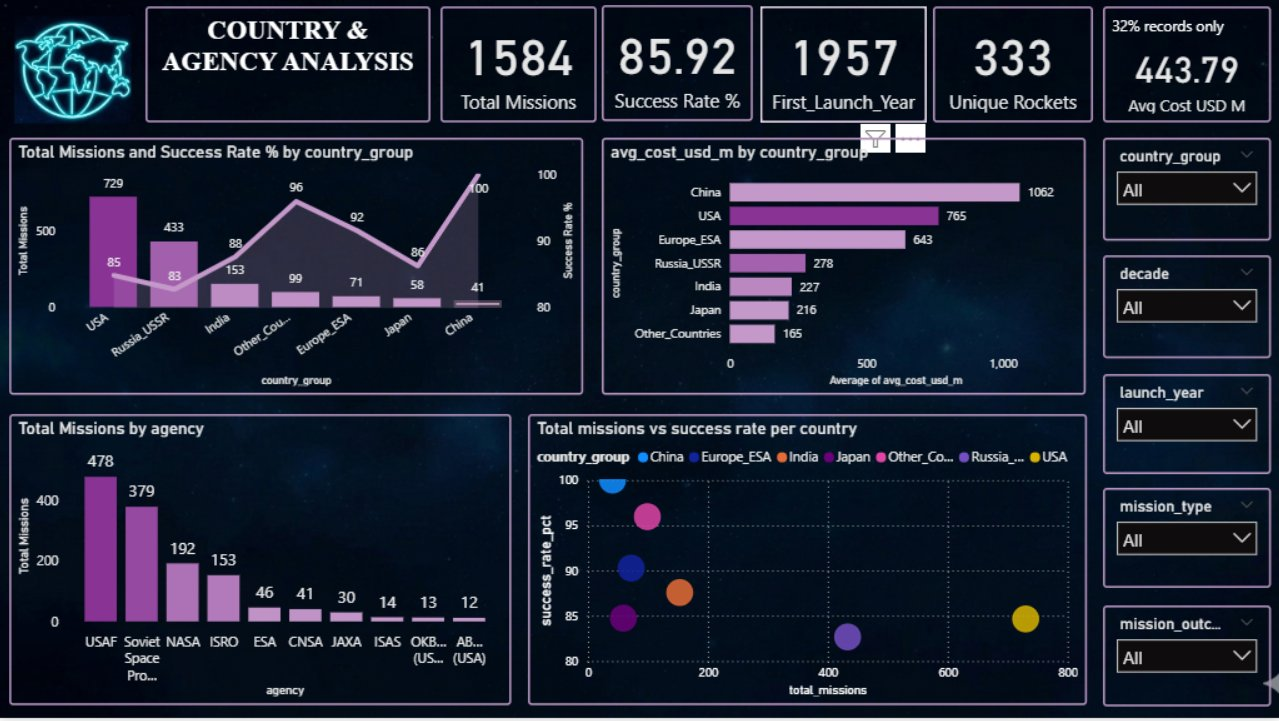 COUNTRY &
AGENCY ANALYSIS
1584
Total Missions
85.92
Success Rate %
1957
First_Launch_Year
333
Unique Rockets
32% records only
443.79
Avg Cost USD M
Total Missions and Success Rate % by country_group
Total Missions
500
0
729
433
153
99
71
58
41
85
83
88
96
92
86
100
100
90
80
Success Rate %
USA
Russia_USSR
India
Other_Cou...
Europe_ESA
Japan
China
country_group
avg_cost_usd_m by country_group
country_group
China 1062
USA 765
Europe_ESA 643
Russia_USSR 278
India 227
Japan 216
Other_Countries 165
0 500 1,000
Average of avg_cost_usd_m
country_group
All
decade
All
launch_year
All
mission_type
All
mission_outc...
All
Total Missions by agency
Total Missions
400
200
0
478 379 192 153 46 41 30 14 13 12
USAF Soviet NASA ISRO ESA CNSA JAXA ISAS OKB... AB...
Space (US... (USA)
Pro...
agency
Total missions vs success rate per country
country_group China Europe_ESA India Japan Other_Co... Russia_... USA
success_rate_pct
100
95
90
85
80
0 200 400 600 800
total_missions